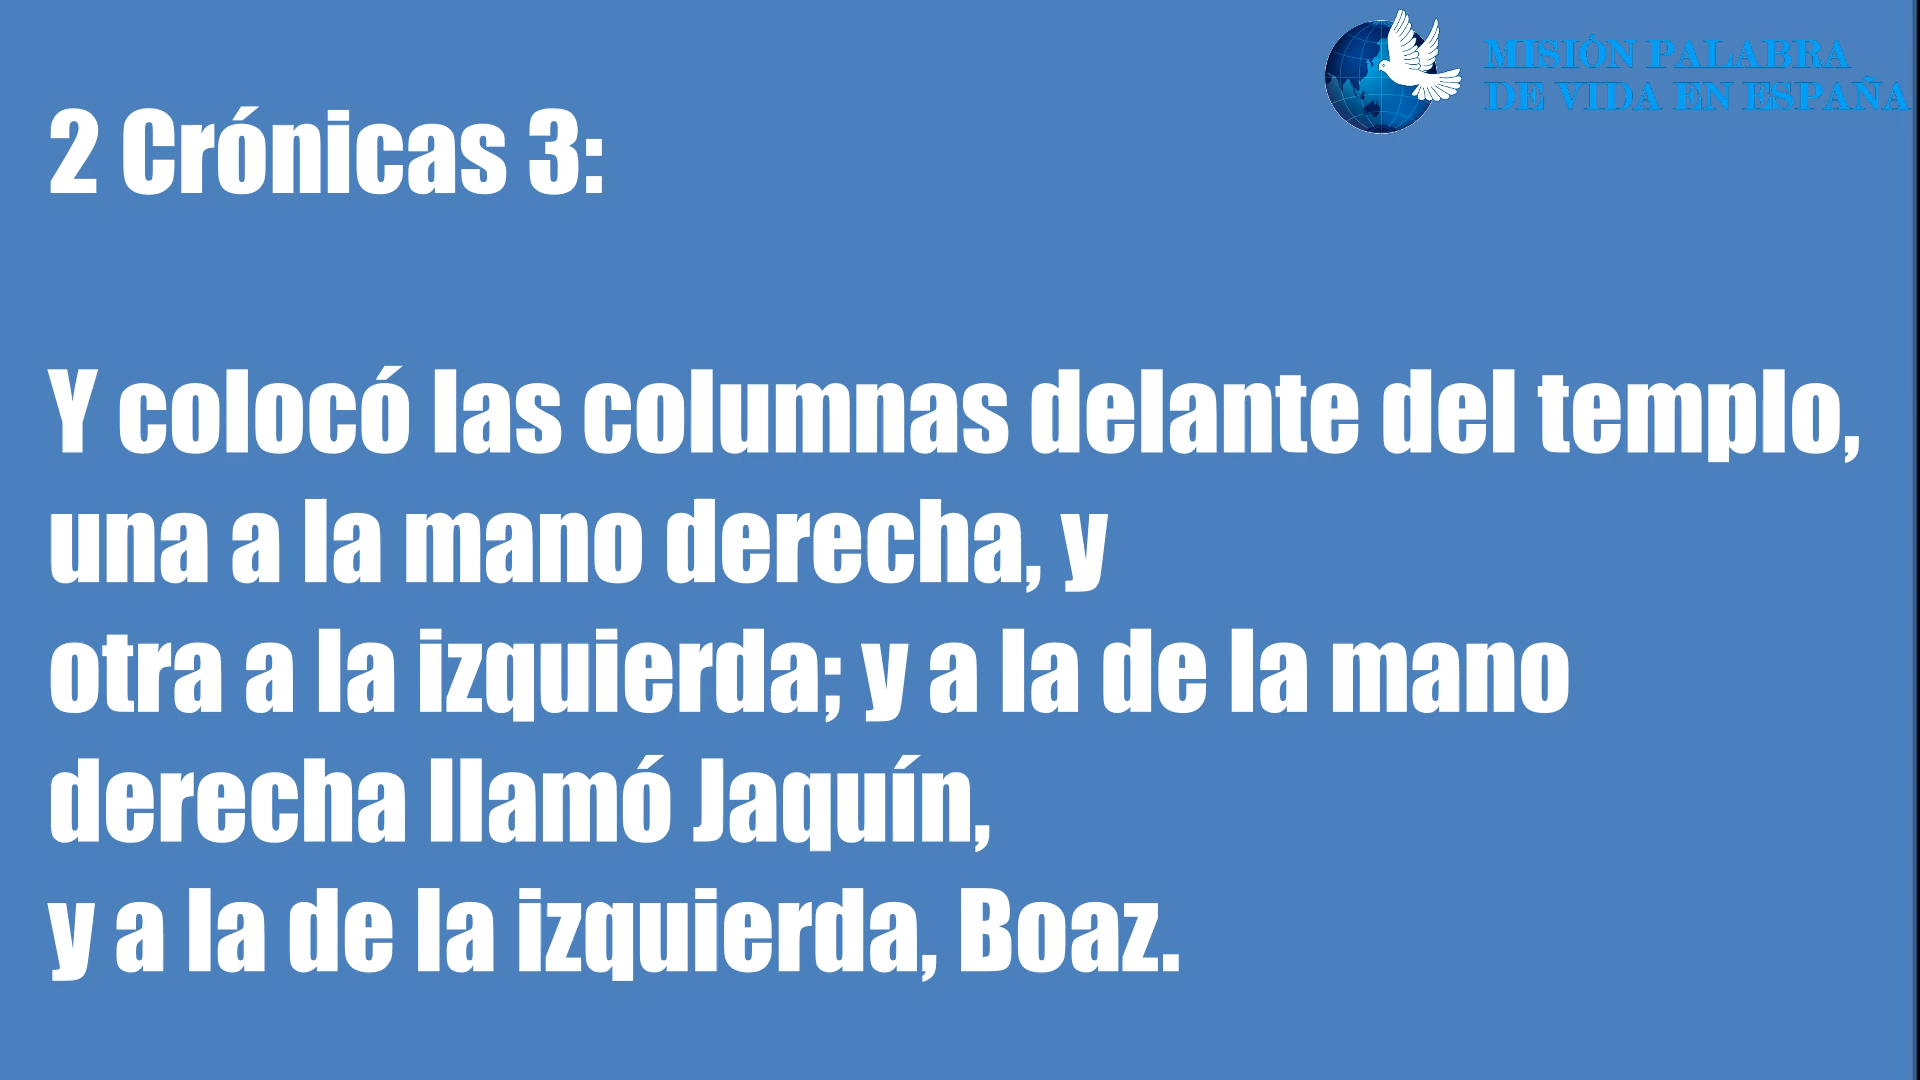 MISIÓN PALABRA
DE VIDA EN ESPAÑA
2 Crónicas 3:
Y colocó las columnas delante del templo,
una a la mano derecha, y
otra a la izquierda; y a la de la mano
derecha llamó Jaquín,
y a la de la izquierda, Boaz.